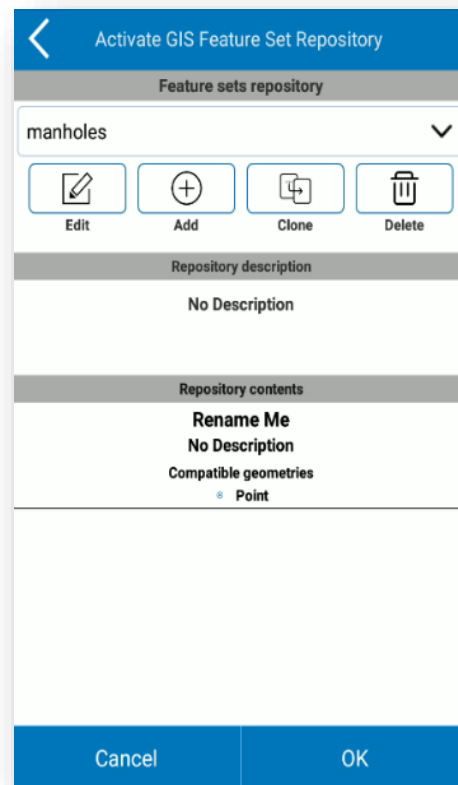 Activate GIS Feature Set Repository
Feature sets repository
manholes
Edit Add Clone Delete
Repository description
No Description
Repository contents
Rename Me
No Description
Compatible geometries
Point
Cancel OK